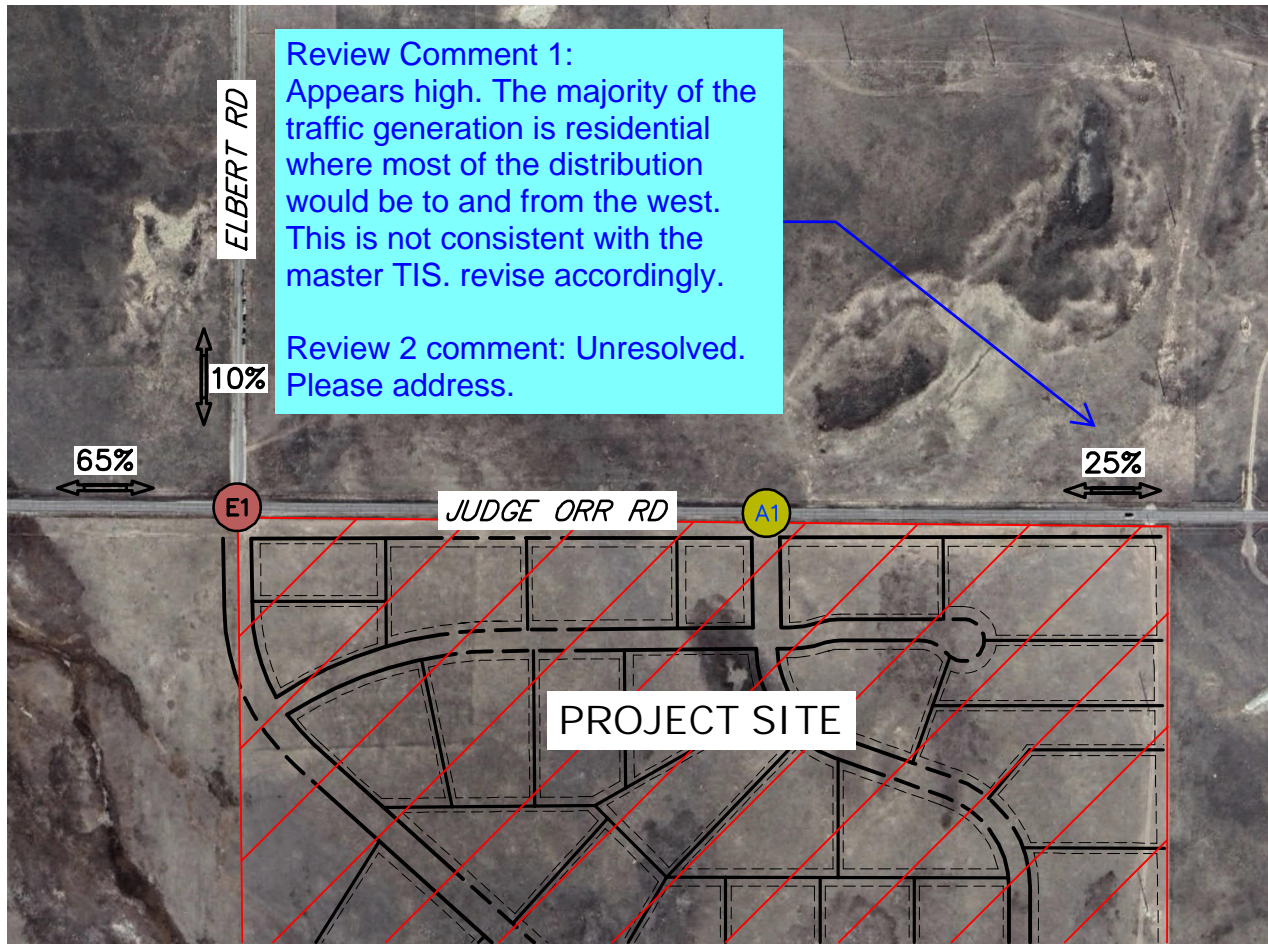 Review Comment 1:
Appears high. The majority of the
traffic generation is residential
where most of the distribution
would be to and from the west.
This is not consistent with the
master TIS. revise accordingly.
Review 2 comment: Unresolved.
Please address.
ELBERT RD
10%
65%
25%
E1
JUDGE ORR RD
A1
PROJECT SITE